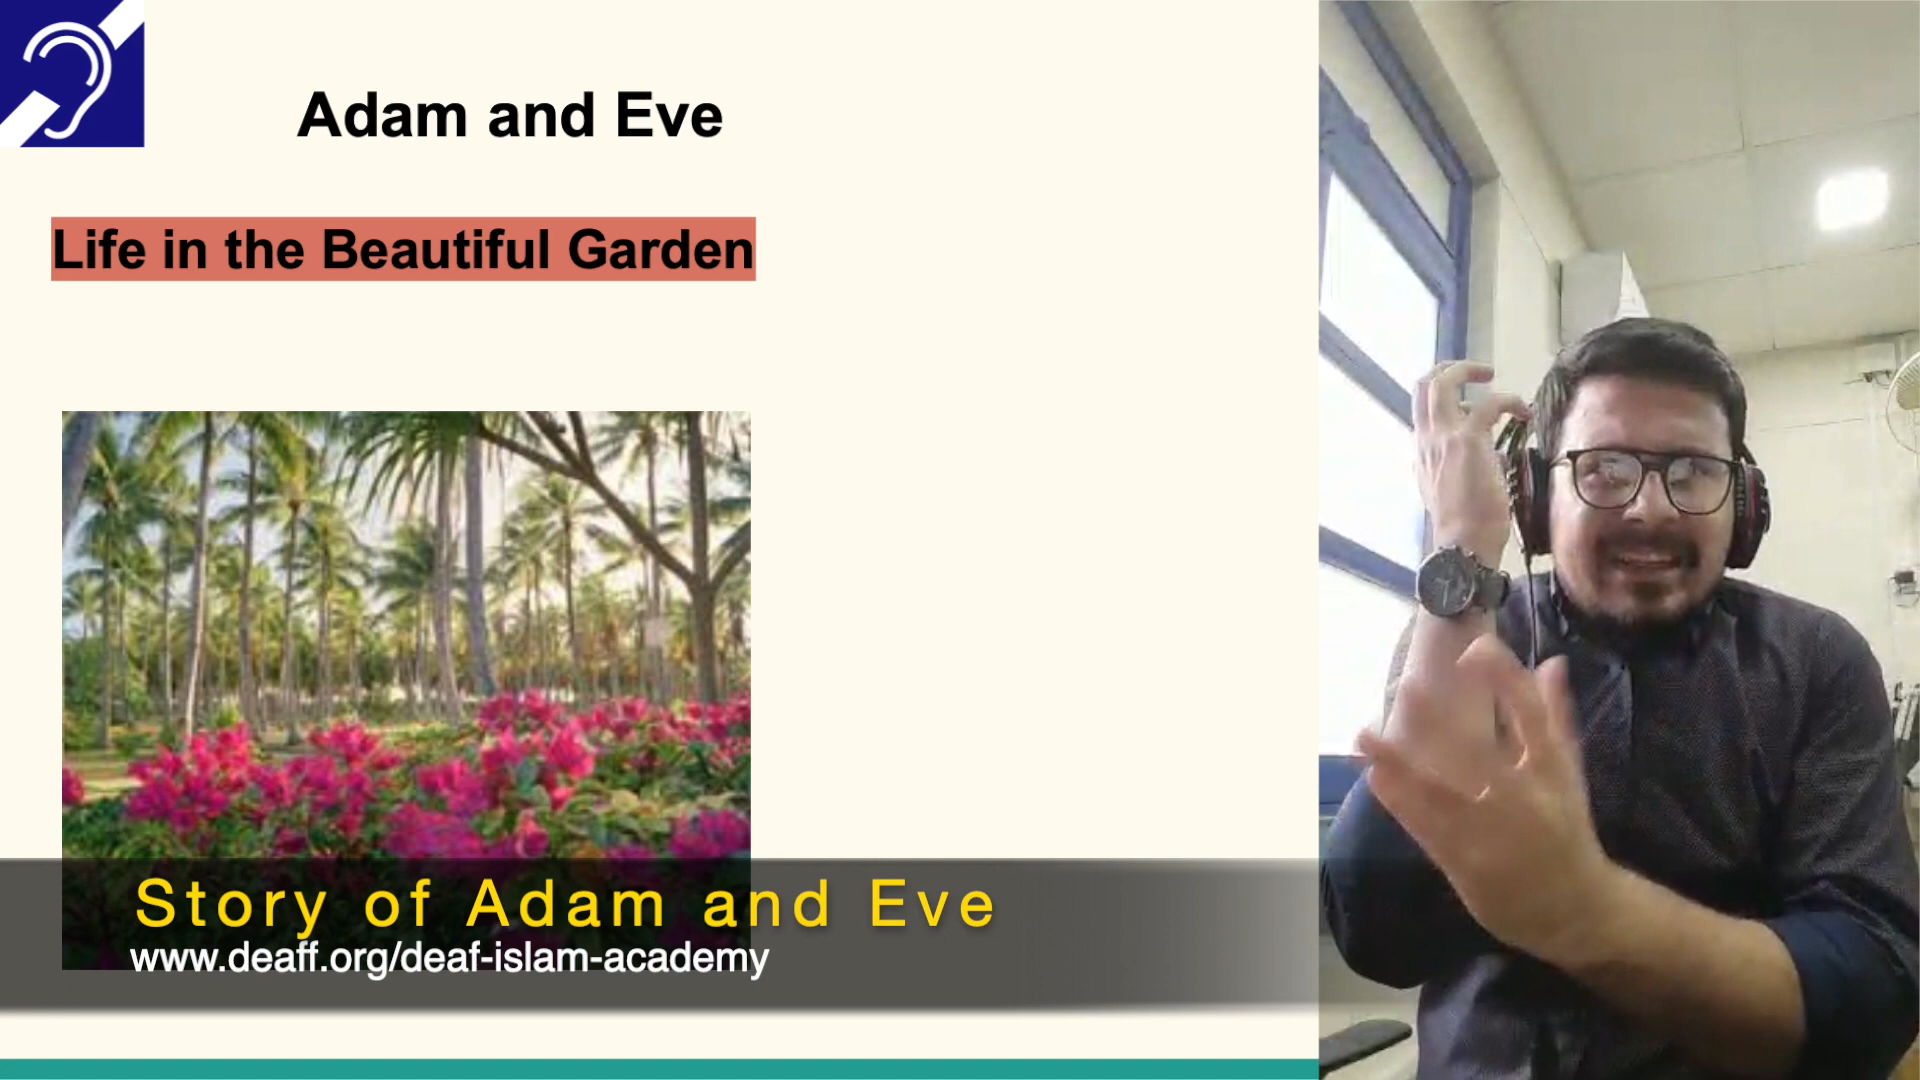 Adam and Eve
Life in the Beautiful Garden
Story of Adam and Eve
www.deaff.org/deaf-islam-academy